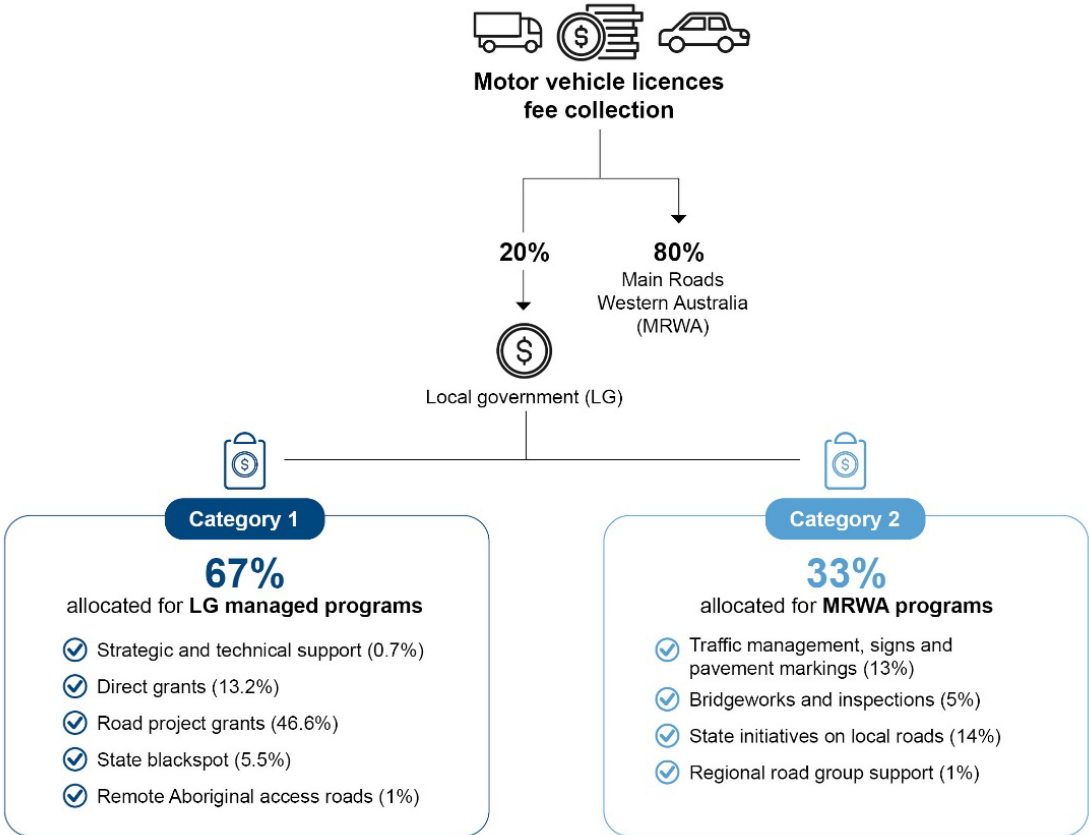 Motor vehicle licences
fee collection
20%
80%
Main Roads
Western Australia
(MRWA)
$
Local government (LG)
Category 1
67%
allocated for LG managed programs
Strategic and technical support (0.7%)
Direct grants (13.2%)
Road project grants (46.6%)
State blackspot (5.5%)
Remote Aboriginal access roads (1%)
Category 2
33%
allocated for MRWA programs
Traffic management, signs and
pavement markings (13%)
Bridgeworks and inspections (5%)
State initiatives on local roads (14%)
Regional road group support (1%)